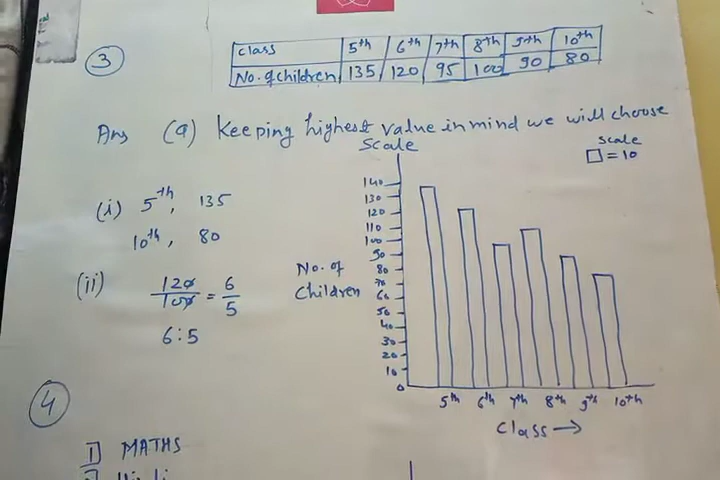 3
class 5th 6th 7th 8th 9th 10th
No. of children 135 120 95 100 90 80
Ans (a) Keeping highest value in mind we will choose
scale
scale
□ = 10
(i) 5th, 135
10th, 80
(ii) 120/100 = 6/5
6:5
No. of
Children
140
130
120
110
100
90
80
70
60
50
40
30
20
10
0
5th 6th 7th 8th 9th 10th
Class →
4
1] MATHS